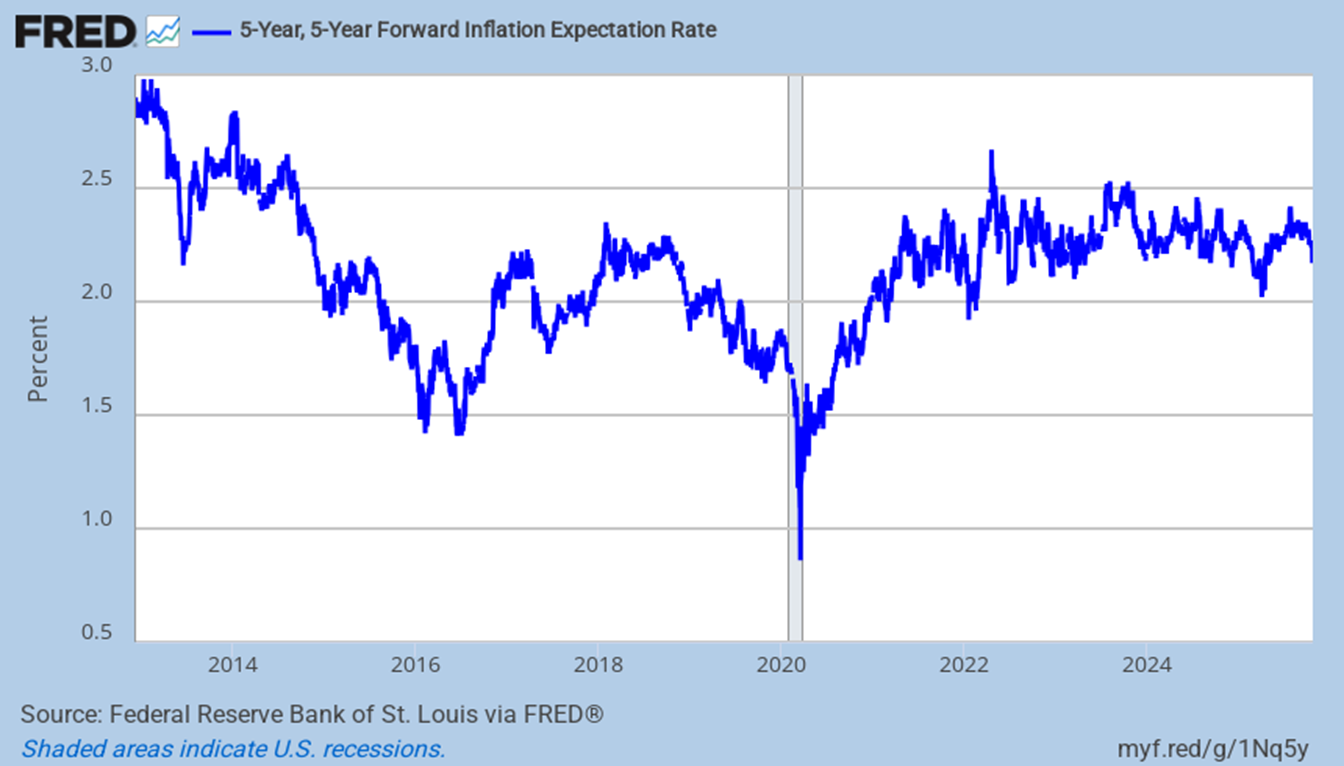 FRED
5-Year, 5-Year Forward Inflation Expectation Rate
3.0
2.5
2.0
1.5
1.0
0.5
Percent
2014 2016 2018 2020 2022 2024
Source: Federal Reserve Bank of St. Louis via FRED®
Shaded areas indicate U.S. recessions.
myf.red/g/1Nq5y